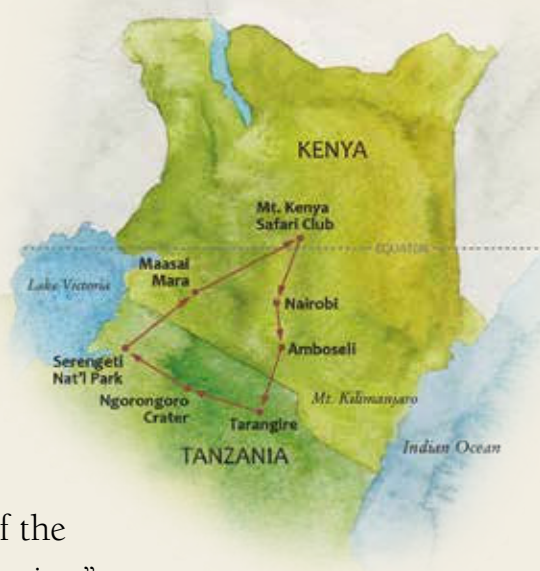 KENYA
Mt. Kenya
Safari Club
EQUATOR
Maasai
Mara
Lake Victoria
Nairobi
Amboseli
Serengeti
Nat'l Park
Ngorongoro
Crater
Mt. Kilimanjaro
Tarangire
Indian Ocean
TANZANIA
f the